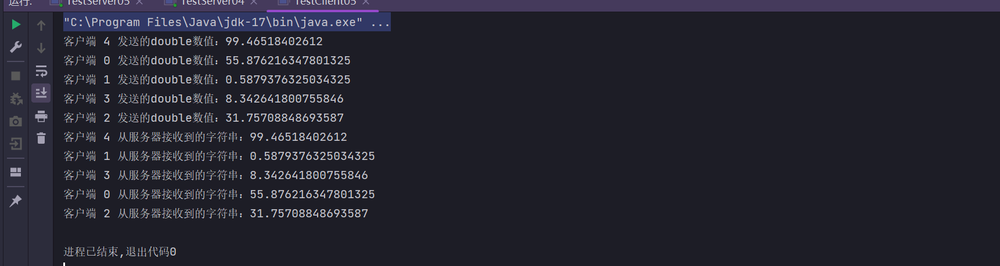 运行: TestServer05 × TestServer04 × TestClient05 ×
"C:\Program Files\Java\jdk-17\bin\java.exe" ...
客户端 4 发送的double数值：99.46518402612
客户端 0 发送的double数值：55.876216347801325
客户端 1 发送的double数值：0.5879376325034325
客户端 3 发送的double数值：8.342641800755846
客户端 2 发送的double数值：31.75708848693587
客户端 4 从服务器接收到的字符串：99.46518402612
客户端 1 从服务器接收到的字符串：0.5879376325034325
客户端 3 从服务器接收到的字符串：8.342641800755846
客户端 0 从服务器接收到的字符串：55.876216347801325
客户端 2 从服务器接收到的字符串：31.75708848693587
进程已结束,退出代码0